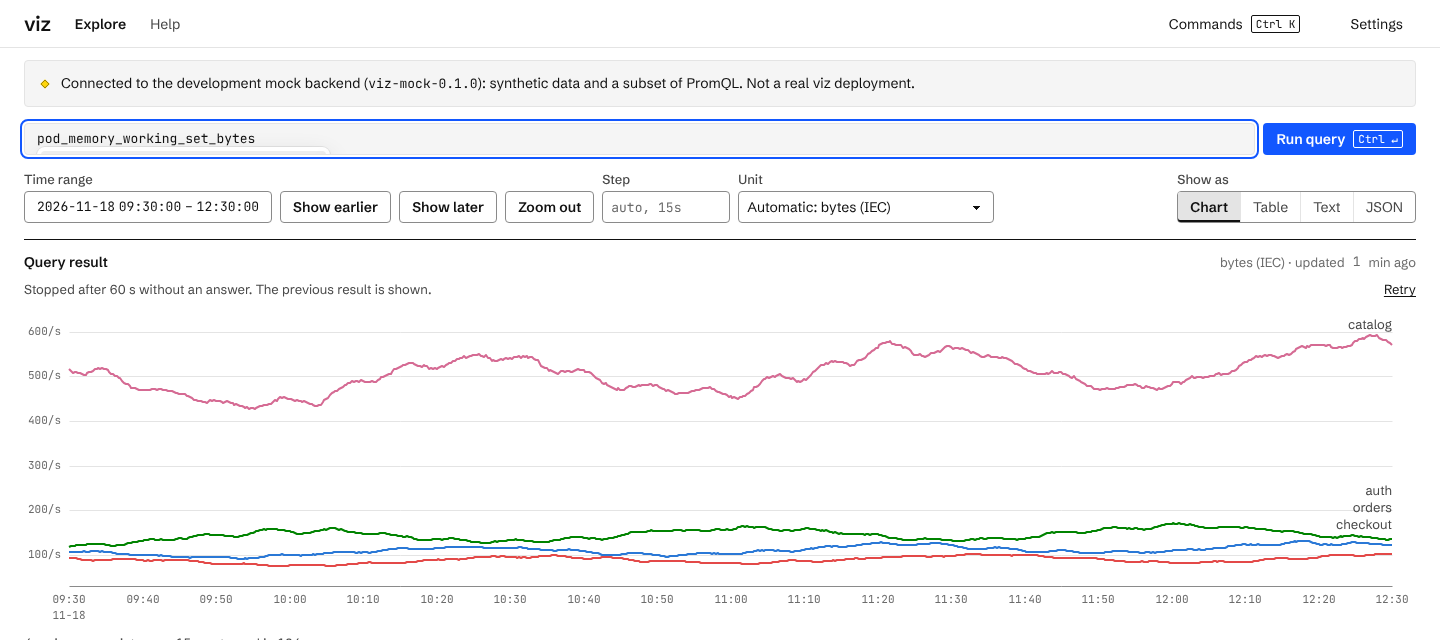 viz Explore Help Commands Ctrl K Settings
Connected to the development mock backend (viz-mock-0.1.0): synthetic data and a subset of PromQL. Not a real viz deployment.
pod_memory_working_set_bytes Run query Ctrl ↵
Time range Step Unit Show as
2026-11-18 09:30:00 – 12:30:00 Show earlier Show later Zoom out auto, 15s Automatic: bytes (IEC) Chart Table Text JSON
Query result bytes (IEC) · updated 1 min ago
Stopped after 60 s without an answer. The previous result is shown. Retry
catalog
600/s
500/s
400/s
300/s
auth
200/s orders
checkout
100/s
09:30 09:40 09:50 10:00 10:10 10:20 10:30 10:40 10:50 11:00 11:10 11:20 11:30 11:40 11:50 12:00 12:10 12:20 12:30
11-18